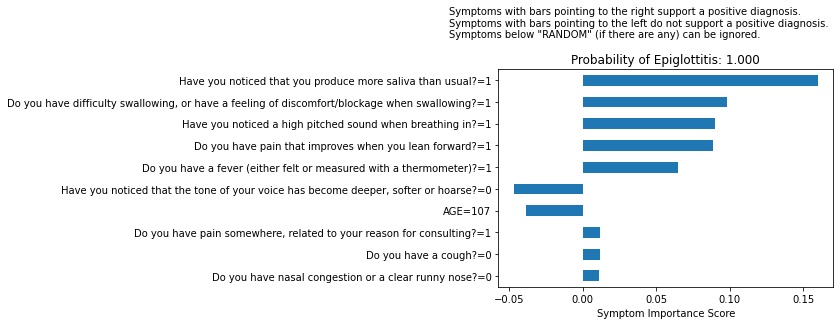 Symptoms with bars pointing to the right support a positive diagnosis.
Symptoms with bars pointing to the left do not support a positive diagnosis.
Symptoms below "RANDOM" (if there are any) can be ignored.
Probability of Epiglottitis: 1.000
Have you noticed that you produce more saliva than usual?=1
Do you have difficulty swallowing, or have a feeling of discomfort/blockage when swallowing?=1
Have you noticed a high pitched sound when breathing in?=1
Do you have pain that improves when you lean forward?=1
Do you have a fever (either felt or measured with a thermometer)?=1
Have you noticed that the tone of your voice has become deeper, softer or hoarse?=0
AGE=107
Do you have pain somewhere, related to your reason for consulting?=1
Do you have a cough?=0
Do you have nasal congestion or a clear runny nose?=0
−0.05 0.00 0.05 0.10 0.15
Symptom Importance Score